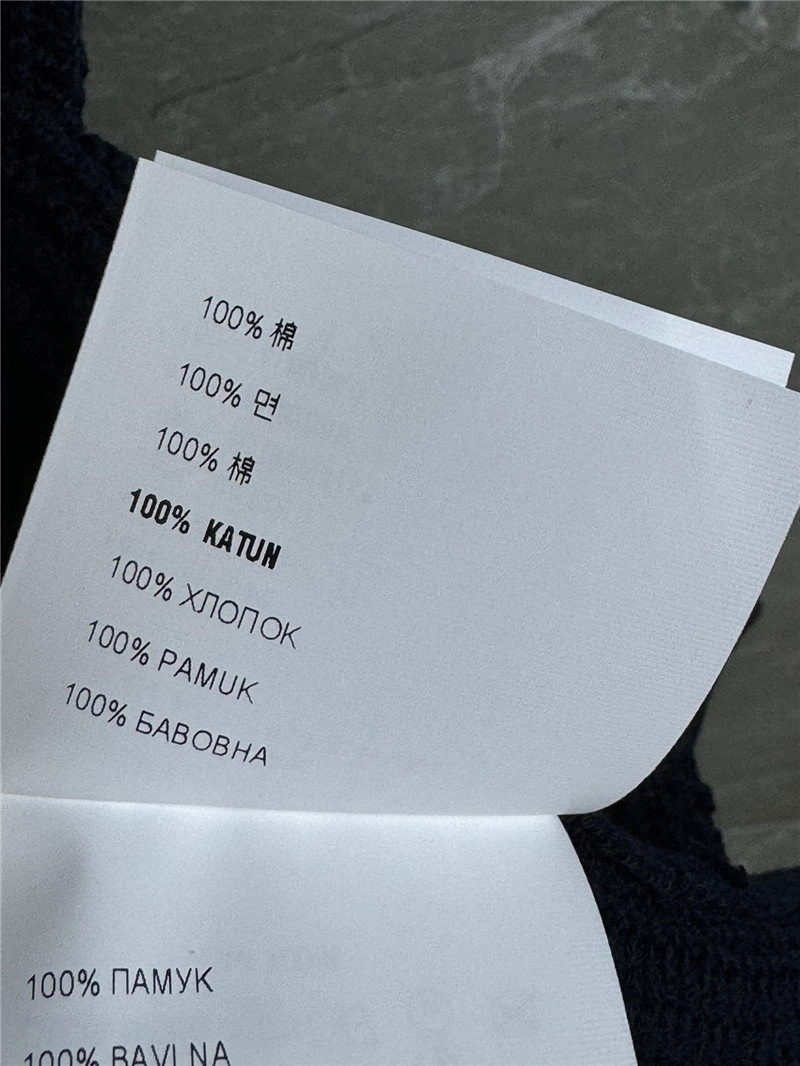 100% 棉
100% 면
100% 棉
100% KATUN
100% ХЛОПОК
100% PAMUK
100% БАВОВНА
100% ПАМУК
100% BAVLNA